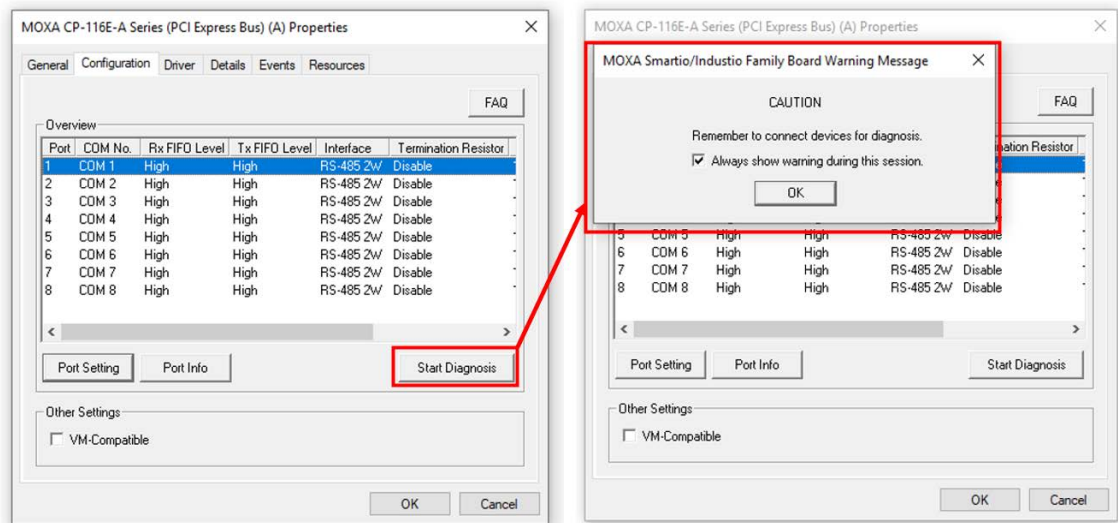 MOXA CP-116E-A Series (PCI Express Bus) (A) Properties
General Configuration Driver Details Events Resources
FAQ
Overview
Port COM No. Rx FIFO Level Tx FIFO Level Interface Termination Resistor
1 COM 1 High High RS-485 2W Disable
2 COM 2 High High RS-485 2W Disable
3 COM 3 High High RS-485 2W Disable
4 COM 4 High High RS-485 2W Disable
5 COM 5 High High RS-485 2W Disable
6 COM 6 High High RS-485 2W Disable
7 COM 7 High High RS-485 2W Disable
8 COM 8 High High RS-485 2W Disable
Port Setting Port Info Start Diagnosis
Other Settings
VM-Compatible
OK Cancel
MOXA CP-116E-A Series (PCI Express Bus) (A) Properties
MOXA Smartio/Industio Family Board Warning Message
CAUTION
Remember to connect devices for diagnosis.
Always show warning during this session.
OK
FAQ
Resistor
5 COM 5 High High RS-485 2W Disable
6 COM 6 High High RS-485 2W Disable
7 COM 7 High High RS-485 2W Disable
8 COM 8 High High RS-485 2W Disable
Port Setting Port Info Start Diagnosis
Other Settings
VM-Compatible
OK Cancel